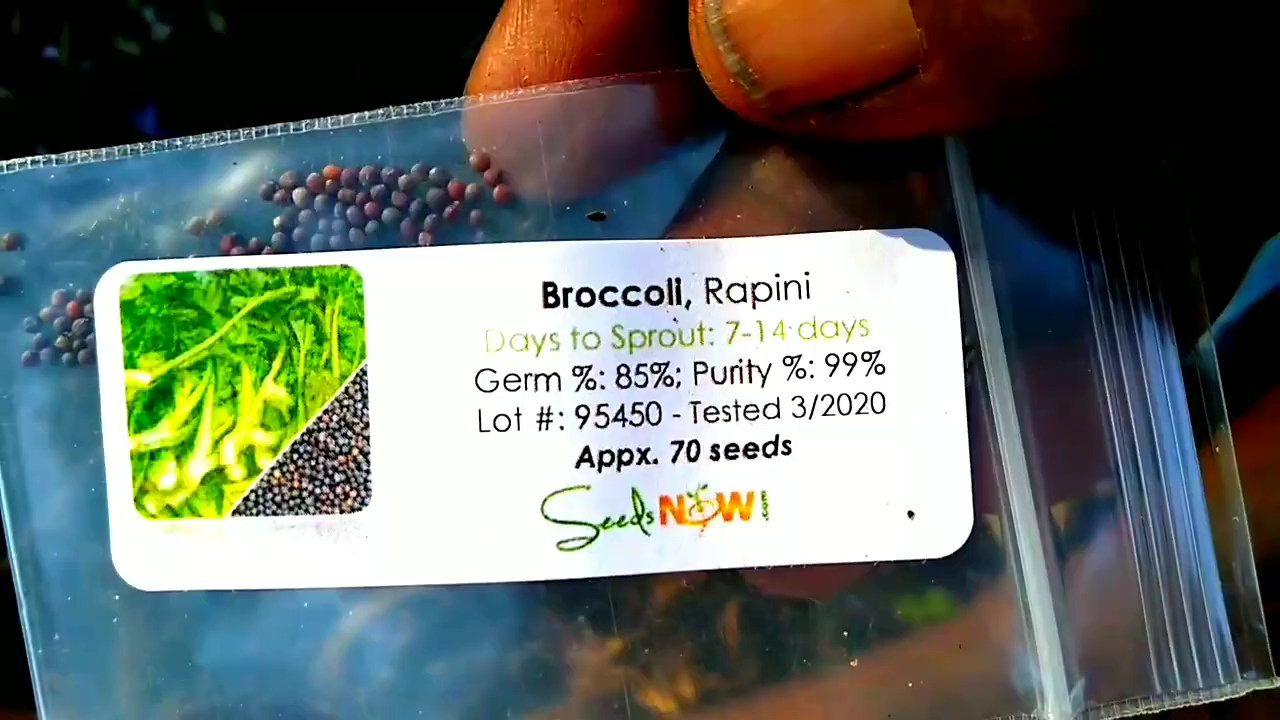 Broccoli, Rapini
Days to Sprout: 7-14 days
Germ %: 85%; Purity %: 99%
Lot #: 95450 - Tested 3/2020
Appx. 70 seeds
SeedsNOW